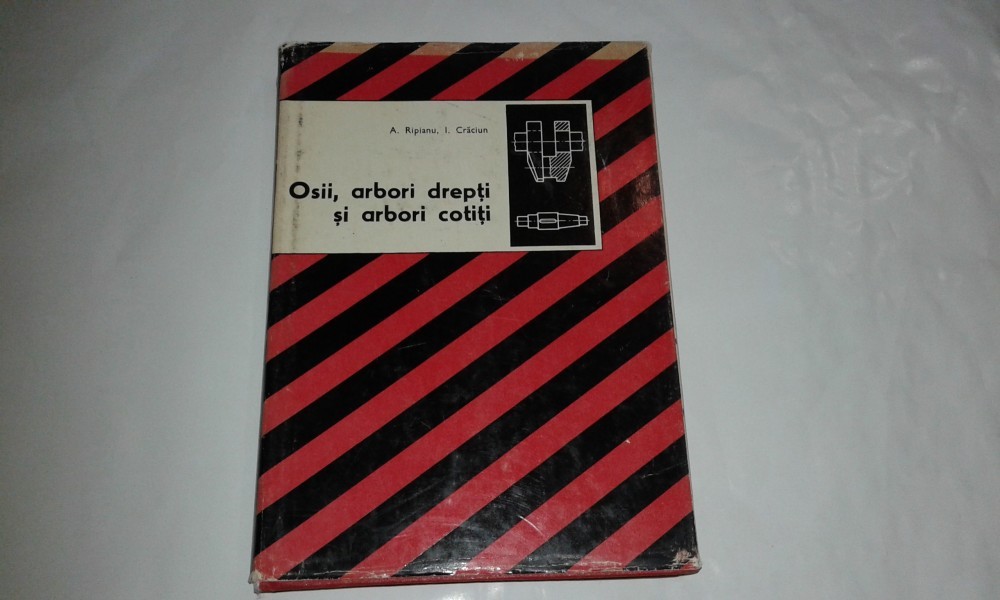 A. Ripianu, I. Crăciun
Osii, arbori drepți
și arbori cotiți